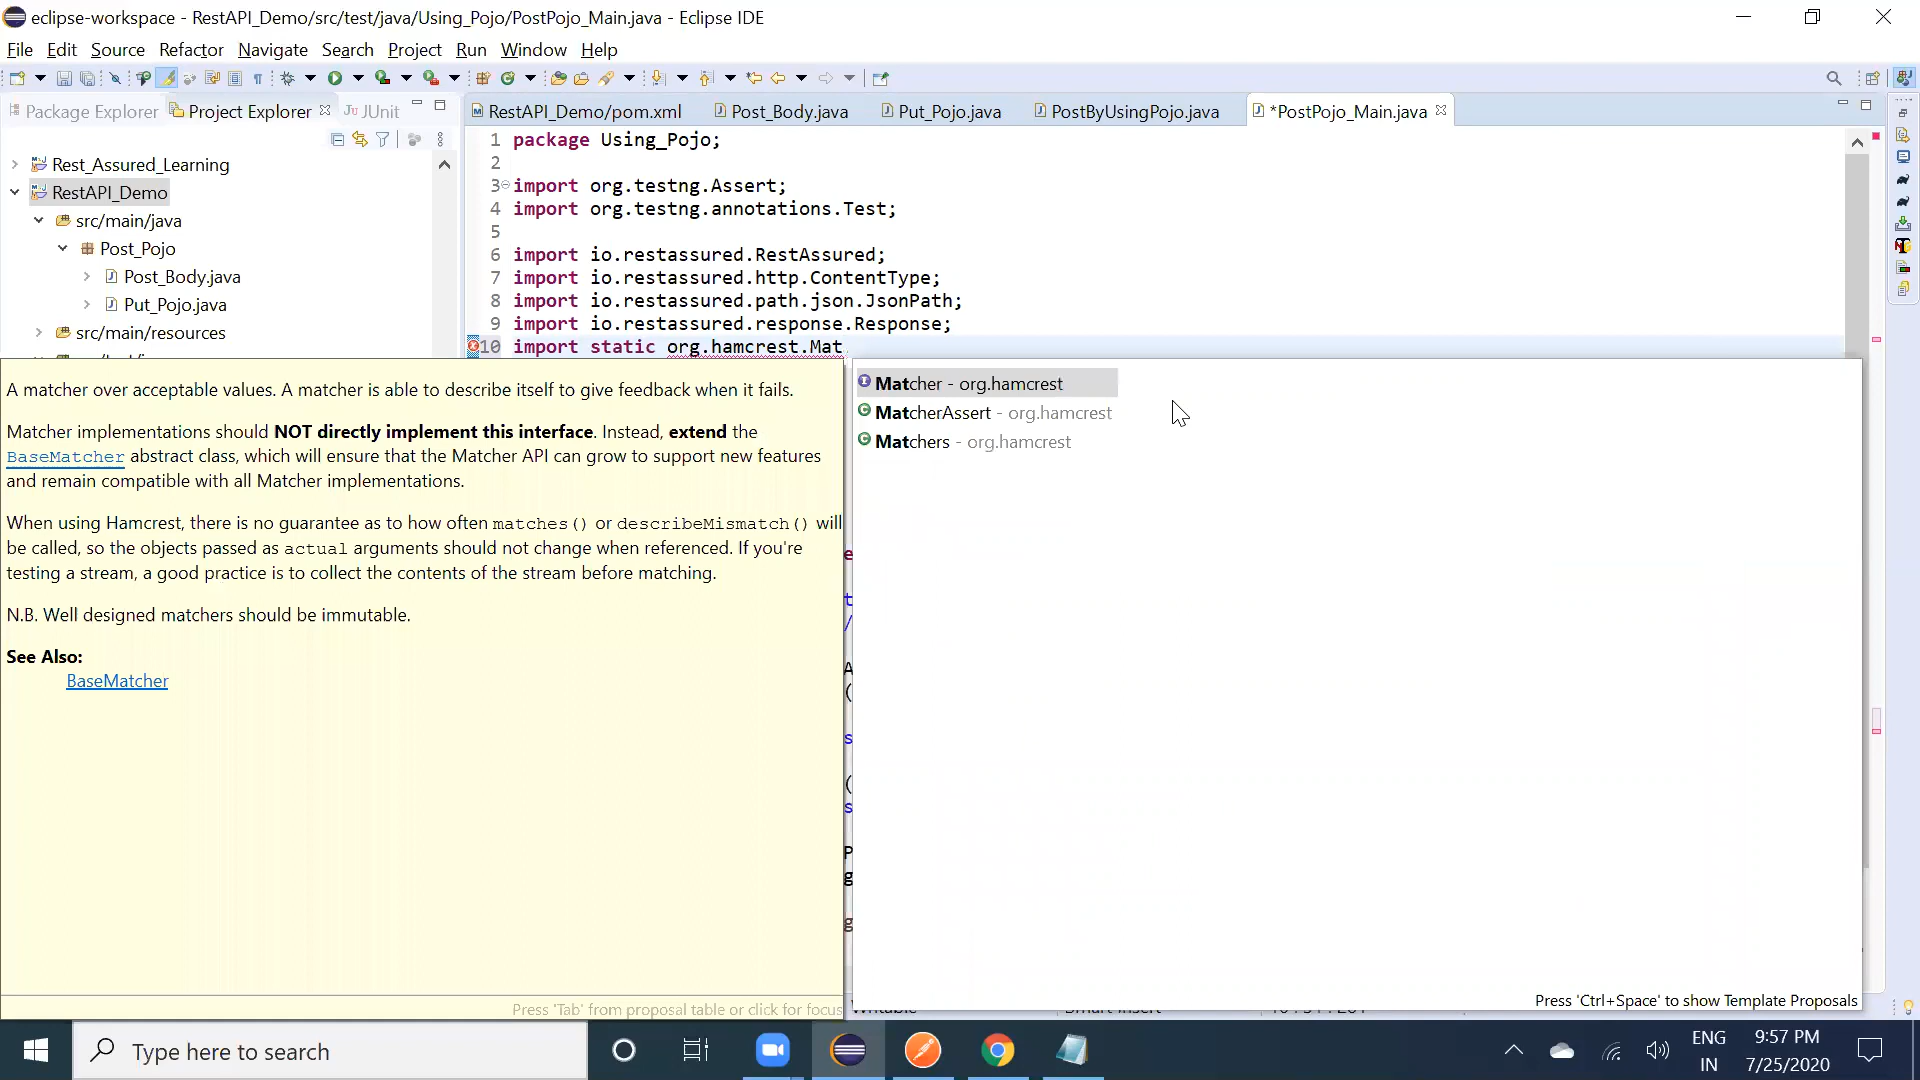 eclipse-workspace - RestAPI_Demo/src/test/java/Using_Pojo/PostPojo_Main.java - Eclipse IDE
File Edit Source Refactor Navigate Search Project Run Window Help
Package Explorer Project Explorer JUnit
RestAPI_Demo/pom.xml Post_Body.java Put_Pojo.java PostByUsingPojo.java *PostPojo_Main.java
Rest_Assured_Learning
RestAPI_Demo
src/main/java
Post_Pojo
Post_Body.java
Put_Pojo.java
src/main/resources
1 package Using_Pojo;
2
3 import org.testng.Assert;
4 import org.testng.annotations.Test;
5
6 import io.restassured.RestAssured;
7 import io.restassured.http.ContentType;
8 import io.restassured.path.json.JsonPath;
9 import io.restassured.response.Response;
10 import static org.hamcrest.Mat
A matcher over acceptable values. A matcher is able to describe itself to give feedback when it fails.
Matcher implementations should NOT directly implement this interface. Instead, extend the
BaseMatcher abstract class, which will ensure that the Matcher API can grow to support new features
and remain compatible with all Matcher implementations.
When using Hamcrest, there is no guarantee as to how often matches() or describeMismatch() will
be called, so the objects passed as actual arguments should not change when referenced. If you're
testing a stream, a good practice is to collect the contents of the stream before matching.
N.B. Well designed matchers should be immutable.
See Also:
BaseMatcher
Press 'Tab' from proposal table or click for focus
Matcher - org.hamcrest
MatcherAssert - org.hamcrest
Matchers - org.hamcrest
Press 'Ctrl+Space' to show Template Proposals
Type here to search
ENG
IN
9:57 PM
7/25/2020